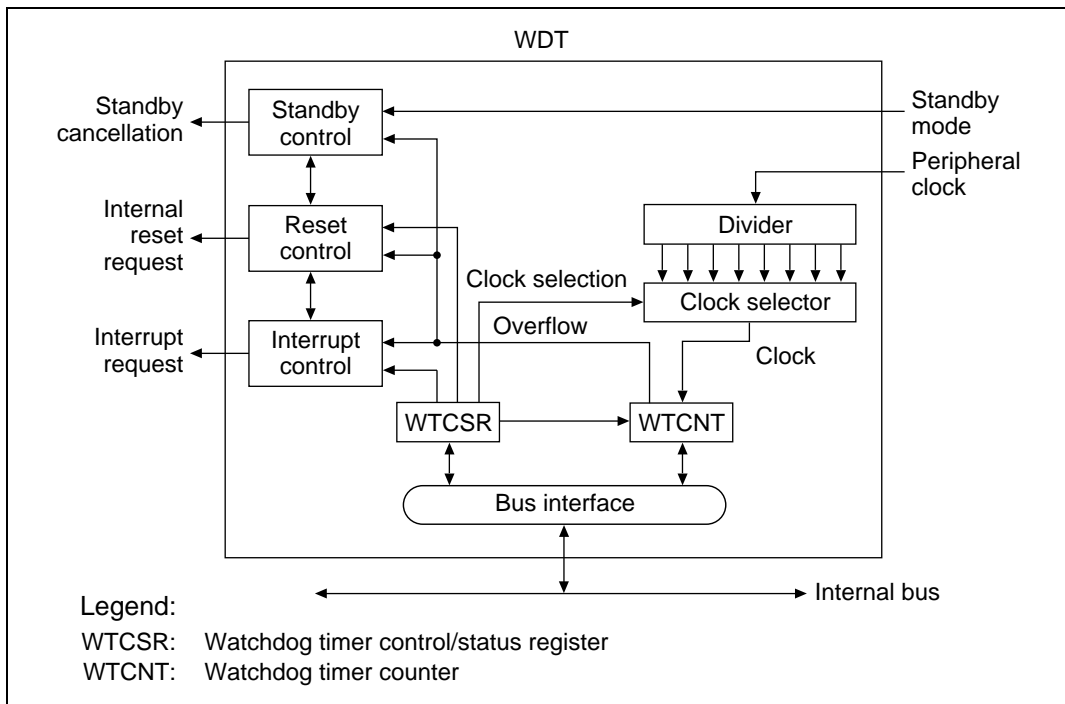 WDT
Standby
cancellation
Standby
control
Standby
mode
Peripheral
clock
Internal
reset
request
Reset
control
Divider
Clock selection
Clock selector
Interrupt
request
Interrupt
control
Overflow
Clock
WTCSR
WTCNT
Bus interface
Internal bus
Legend:
WTCSR: Watchdog timer control/status register
WTCNT: Watchdog timer counter